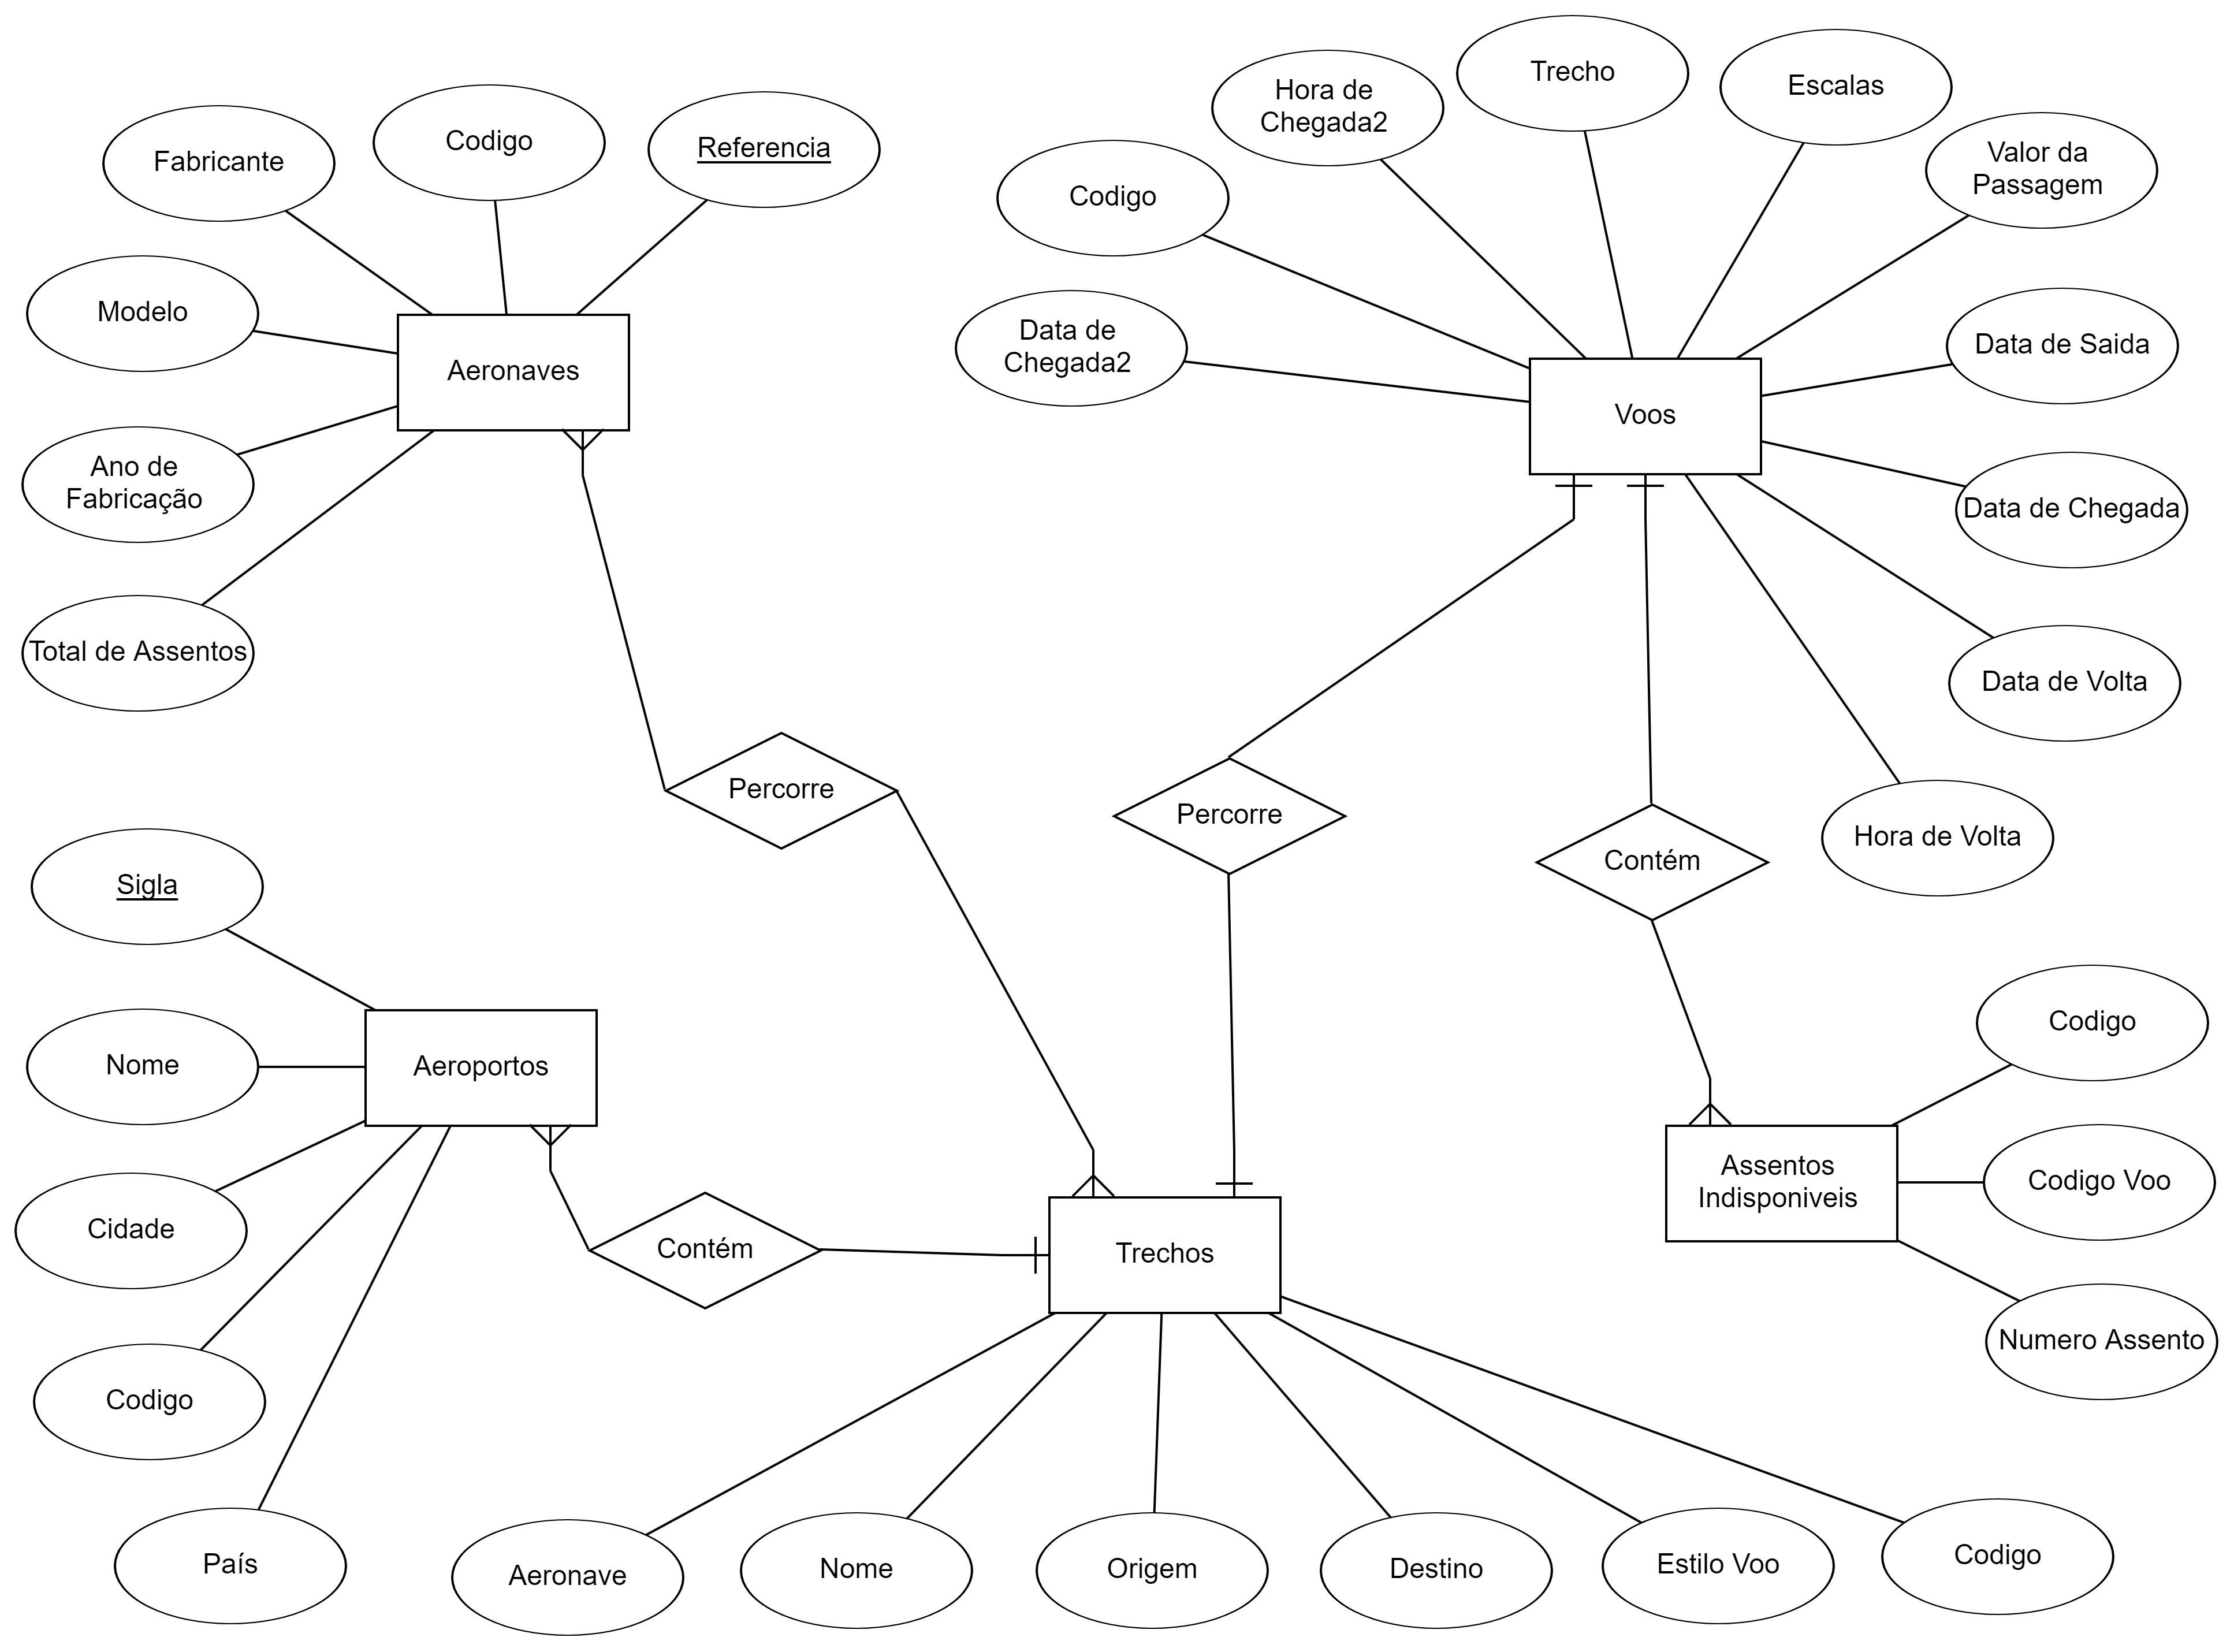 Trecho
Escalas
Hora de
Chegada2
Fabricante
Codigo
Referencia
Codigo
Valor da
Passagem
Modelo
Data de
Chegada2
Data de Saida
Aeronaves
Voos
Ano de
Fabricação
Data de Chegada
Total de Assentos
Data de Volta
Percorre
Percorre
Hora de Volta
Contém
Sigla
Nome
Aeroportos
Codigo
Assentos
Indisponiveis
Codigo Voo
Cidade
Contém
Trechos
Numero Assento
Codigo
País
Aeronave
Nome
Origem
Destino
Estilo Voo
Codigo